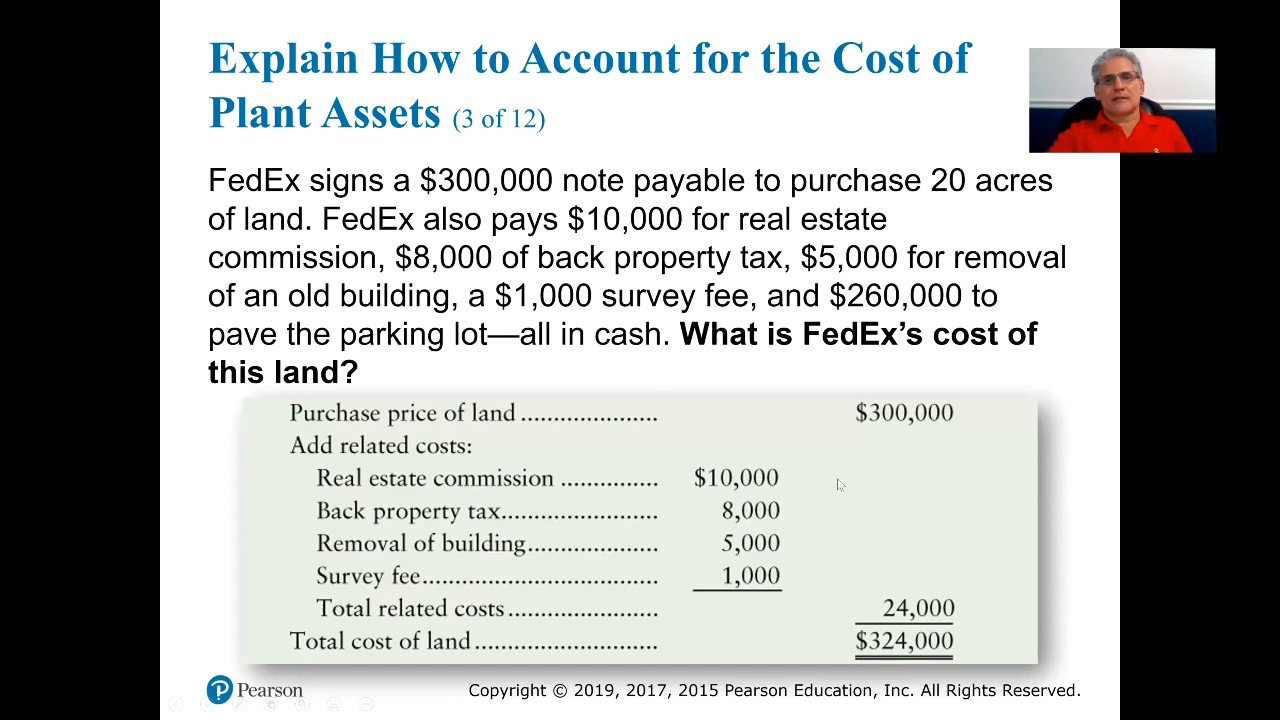 Explain How to Account for the Cost of
Plant Assets (3 of 12)
FedEx signs a $300,000 note payable to purchase 20 acres
of land. FedEx also pays $10,000 for real estate
commission, $8,000 of back property tax, $5,000 for removal
of an old building, a $1,000 survey fee, and $260,000 to
pave the parking lot—all in cash. What is FedEx’s cost of
this land?
Purchase price of land ..................... $300,000
Add related costs:
Real estate commission ............... $10,000
Back property tax........................ 8,000
Removal of building.................... 5,000
Survey fee.................................... 1,000
Total related costs....................... 24,000
Total cost of land............................ $324,000
Pearson
Copyright © 2019, 2017, 2015 Pearson Education, Inc. All Rights Reserved.